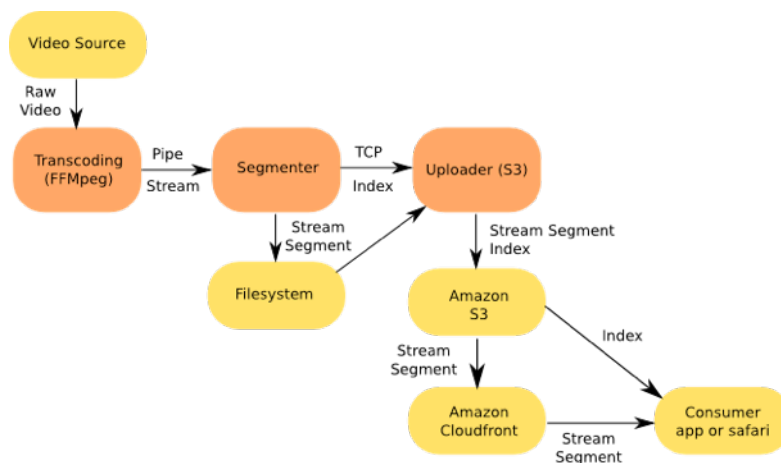 Video Source
Raw
Video
Transcoding
(FFMpeg)
Pipe
Stream
Segmenter
TCP
Index
Uploader (S3)
Stream
Segment
Filesystem
Stream Segment
Index
Amazon
S3
Index
Stream
Segment
Amazon
Cloudfront
Stream
Segment
Consumer
app or safari